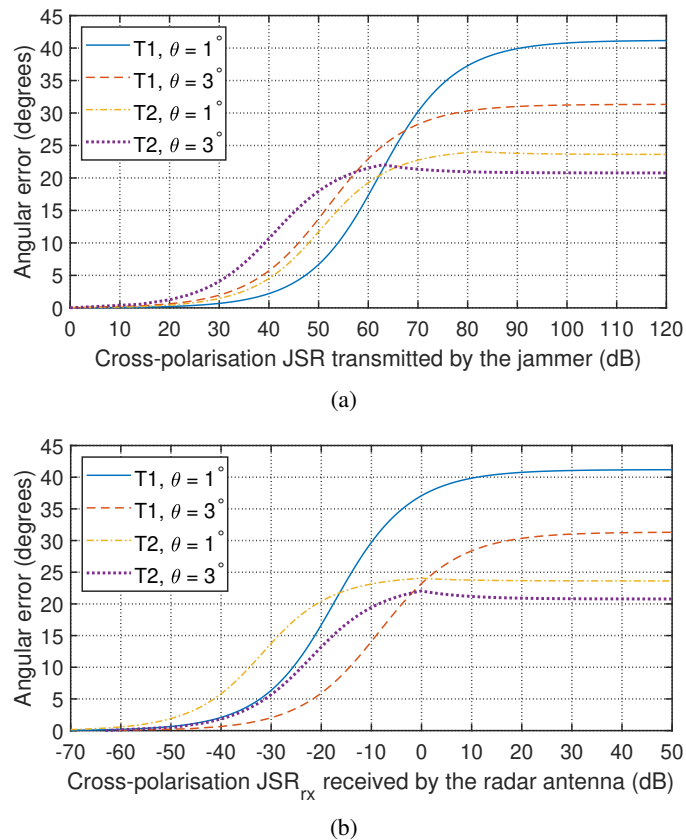 45
40
35
30
25
20
15
10
5
0
Angular error (degrees)
T1, θ = 1°
T1, θ = 3°
T2, θ = 1°
T2, θ = 3°
0 10 20 30 40 50 60 70 80 90 100 110 120
Cross-polarisation JSR transmitted by the jammer (dB)
(a)
45
40
35
30
25
20
15
10
5
0
Angular error (degrees)
T1, θ = 1°
T1, θ = 3°
T2, θ = 1°
T2, θ = 3°
-70 -60 -50 -40 -30 -20 -10 0 10 20 30 40 50
Cross-polarisation JSR_rx received by the radar antenna (dB)
(b)